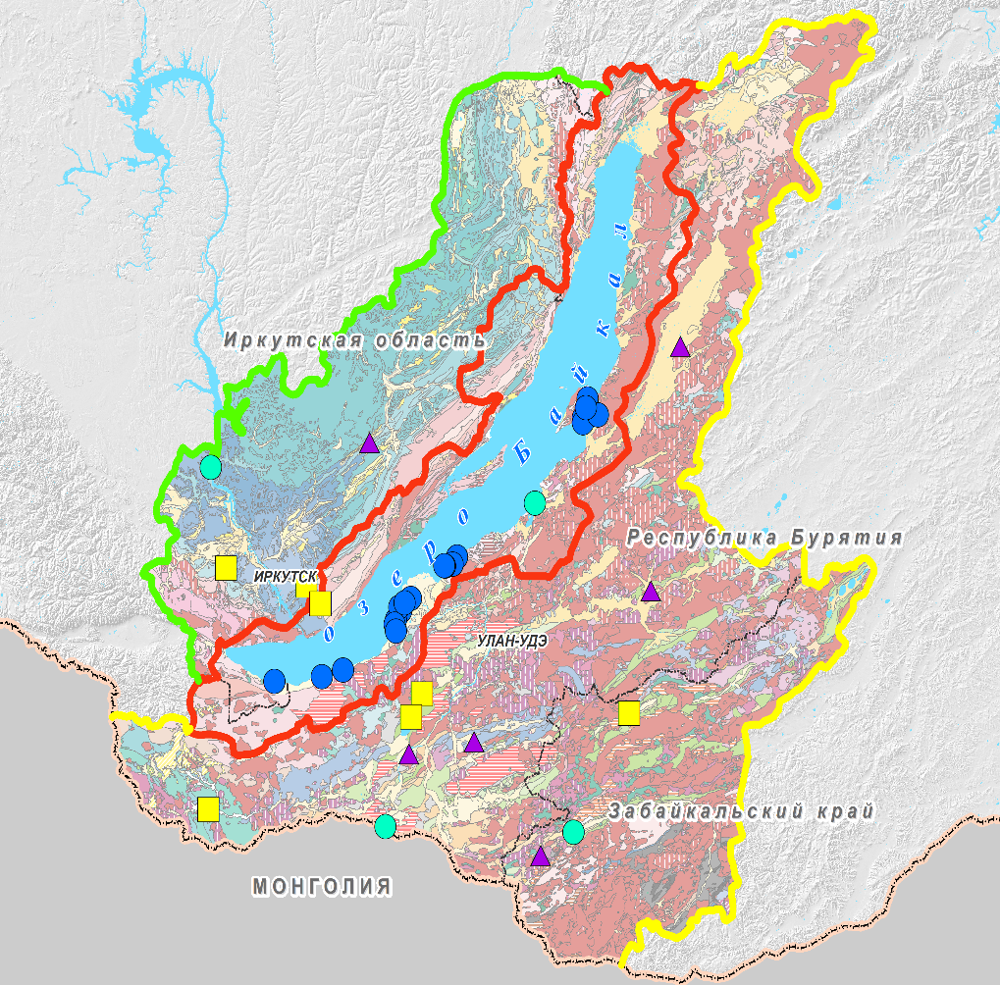 Иркутская область
озеро Байкал
Республика Бурятия
ИРКУТСК
УЛАН-УДЭ
Забайкальский край
МОНГОЛИЯ